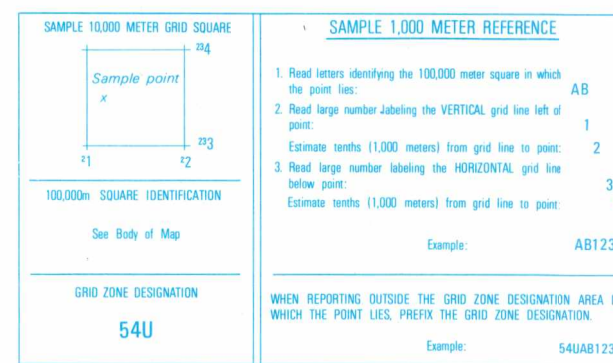 SAMPLE 10,000 METER GRID SQUARE
²³4
Sample point
x
²³3
²1 ²2
100,000m SQUARE IDENTIFICATION
See Body of Map
GRID ZONE DESIGNATION
54U
SAMPLE 1,000 METER REFERENCE
1. Read letters identifying the 100,000 meter square in which
the point lies: AB
2. Read large number labeling the VERTICAL grid line left of
point: 1
Estimate tenths (1,000 meters) from grid line to point: 2
3. Read large number labeling the HORIZONTAL grid line
below point: 3
Estimate tenths (1,000 meters) from grid line to point:
Example: AB123
WHEN REPORTING OUTSIDE THE GRID ZONE DESIGNATION AREA
WHICH THE POINT LIES, PREFIX THE GRID ZONE DESIGNATION.
Example: 54UAB123